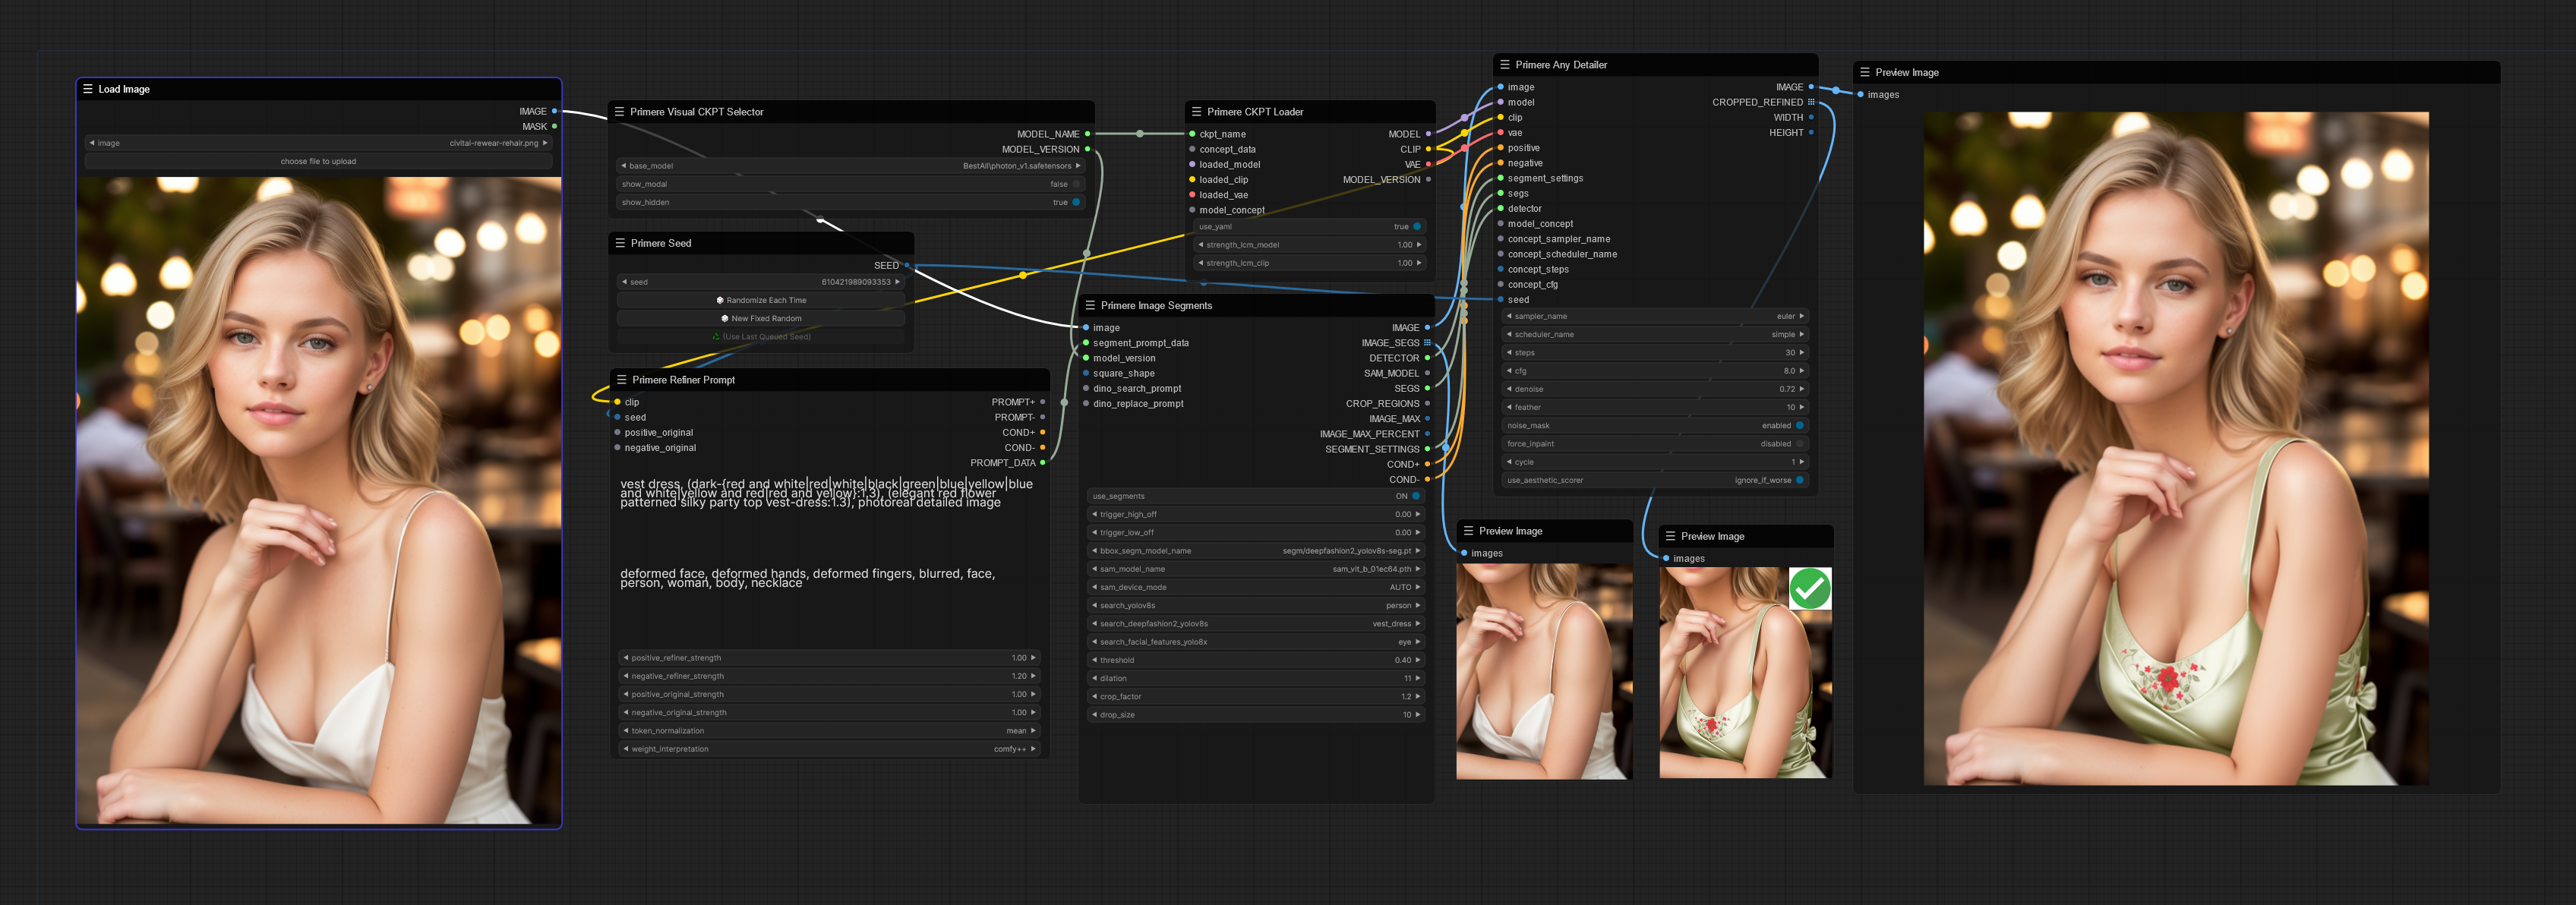 Load Image
IMAGE
MASK
image civitai-rewear-rehair.png
choose file to upload
Primere Visual CKPT Selector
MODEL_NAME
MODEL_VERSION
base_model BestAll\photon_v1.safetensors
show_modal false
show_hidden true
Primere Seed
SEED
seed 610421989093353
Randomize Each Time
New Fixed Random
(Use Last Queued Seed)
Primere Refiner Prompt
clip PROMPT+
seed PROMPT-
positive_original COND+
negative_original COND-
PROMPT_DATA
vest dress, (dark-{red and white|red|white|black|green|blue|yellow|blue
and white|yellow and red|red and yellow}:1.3), (elegant red flower
patterned silky party top vest-dress:1.3), photoreal detailed image
deformed face, deformed hands, deformed fingers, blurred, face,
person, woman, body, necklace
positive_refiner_strength 1.00
negative_refiner_strength 1.20
positive_original_strength 1.00
negative_original_strength 1.00
token_normalization mean
weight_interpretation comfy++
Primere CKPT Loader
ckpt_name MODEL
concept_data CLIP
loaded_model VAE
loaded_clip MODEL_VERSION
loaded_vae
model_concept
use_yaml true
strength_lcm_model 1.00
strength_lcm_clip 1.00
Primere Image Segments
image IMAGE
segment_prompt_data IMAGE_SEGS
model_version DETECTOR
square_shape SAM_MODEL
dino_search_prompt SEGS
dino_replace_prompt CROP_REGIONS
IMAGE_MAX
IMAGE_MAX_PERCENT
SEGMENT_SETTINGS
COND+
COND-
use_segments ON
trigger_high_off 0.00
trigger_low_off 0.00
bbox_segm_model_name segm/deepfashion2_yolov8s-seg.pt
sam_model_name sam_vit_b_01ec64.pth
sam_device_mode AUTO
search_yolov8s person
search_deepfashion2_yolov8s vest_dress
search_facial_features_yolo8x eye
threshold 0.40
dilation 11
crop_factor 1.2
drop_size 10
Primere Any Detailer
image IMAGE
model CROPPED_REFINED
clip WIDTH
vae HEIGHT
positive
negative
segment_settings
segs
detector
model_concept
concept_sampler_name
concept_scheduler_name
concept_steps
concept_cfg
seed
sampler_name euler
scheduler_name simple
steps 30
cfg 8.0
denoise 0.72
feather 10
noise_mask enabled
force_inpaint disabled
cycle 1
use_aesthetic_scorer ignore_if_worse
Preview Image
images
Preview Image
images
Preview Image
images